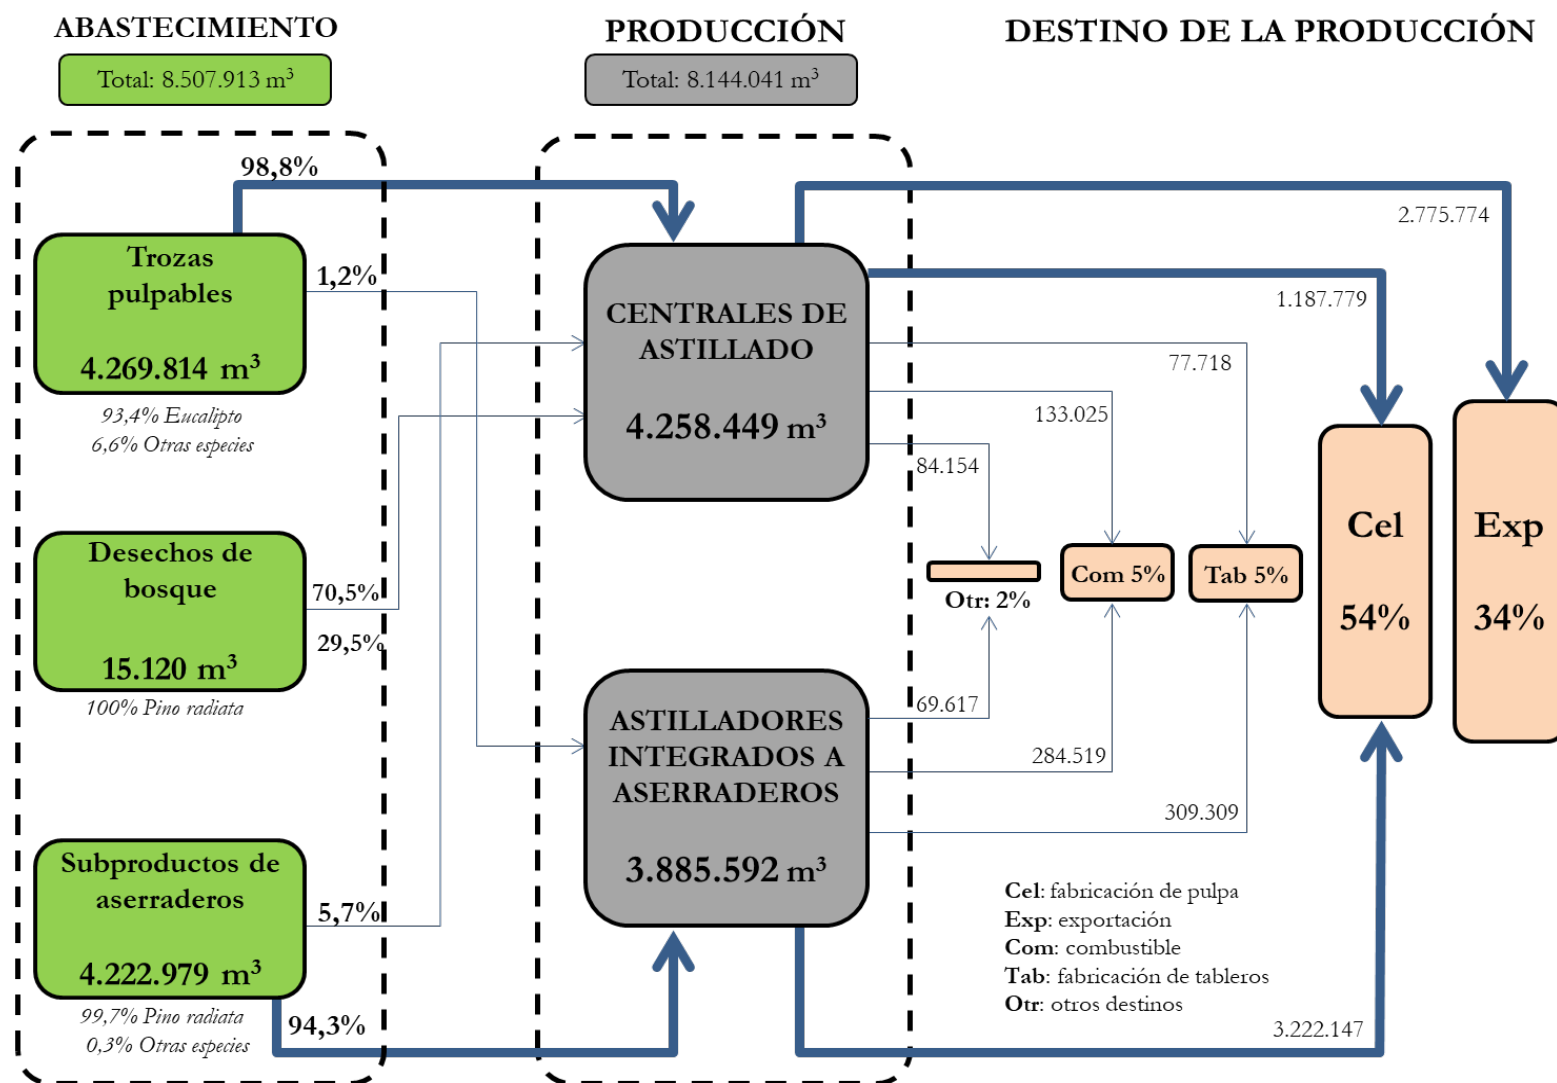 ABASTECIMIENTO
Total: 8.507.913 m³
PRODUCCIÓN
Total: 8.144.041 m³
DESTINO DE LA PRODUCCIÓN
98,8%
Trozas
pulpables
4.269.814 m³
1,2%
93,4% Eucalipto
6,6% Otras especies
Desechos de
bosque
15.120 m³
70,5%
29,5%
100% Pino radiata
Subproductos de
aserraderos
4.222.979 m³
5,7%
99,7% Pino radiata
0,3% Otras especies
94,3%
CENTRALES DE
ASTILLADO
4.258.449 m³
ASTILLADORES
INTEGRADOS A
ASERRADEROS
3.885.592 m³
2.775.774
1.187.779
77.718
133.025
84.154
Otr: 2%
Com 5%
Tab 5%
Cel
54%
Exp
34%
69.617
284.519
309.309
3.222.147
Cel: fabricación de pulpa
Exp: exportación
Com: combustible
Tab: fabricación de tableros
Otr: otros destinos